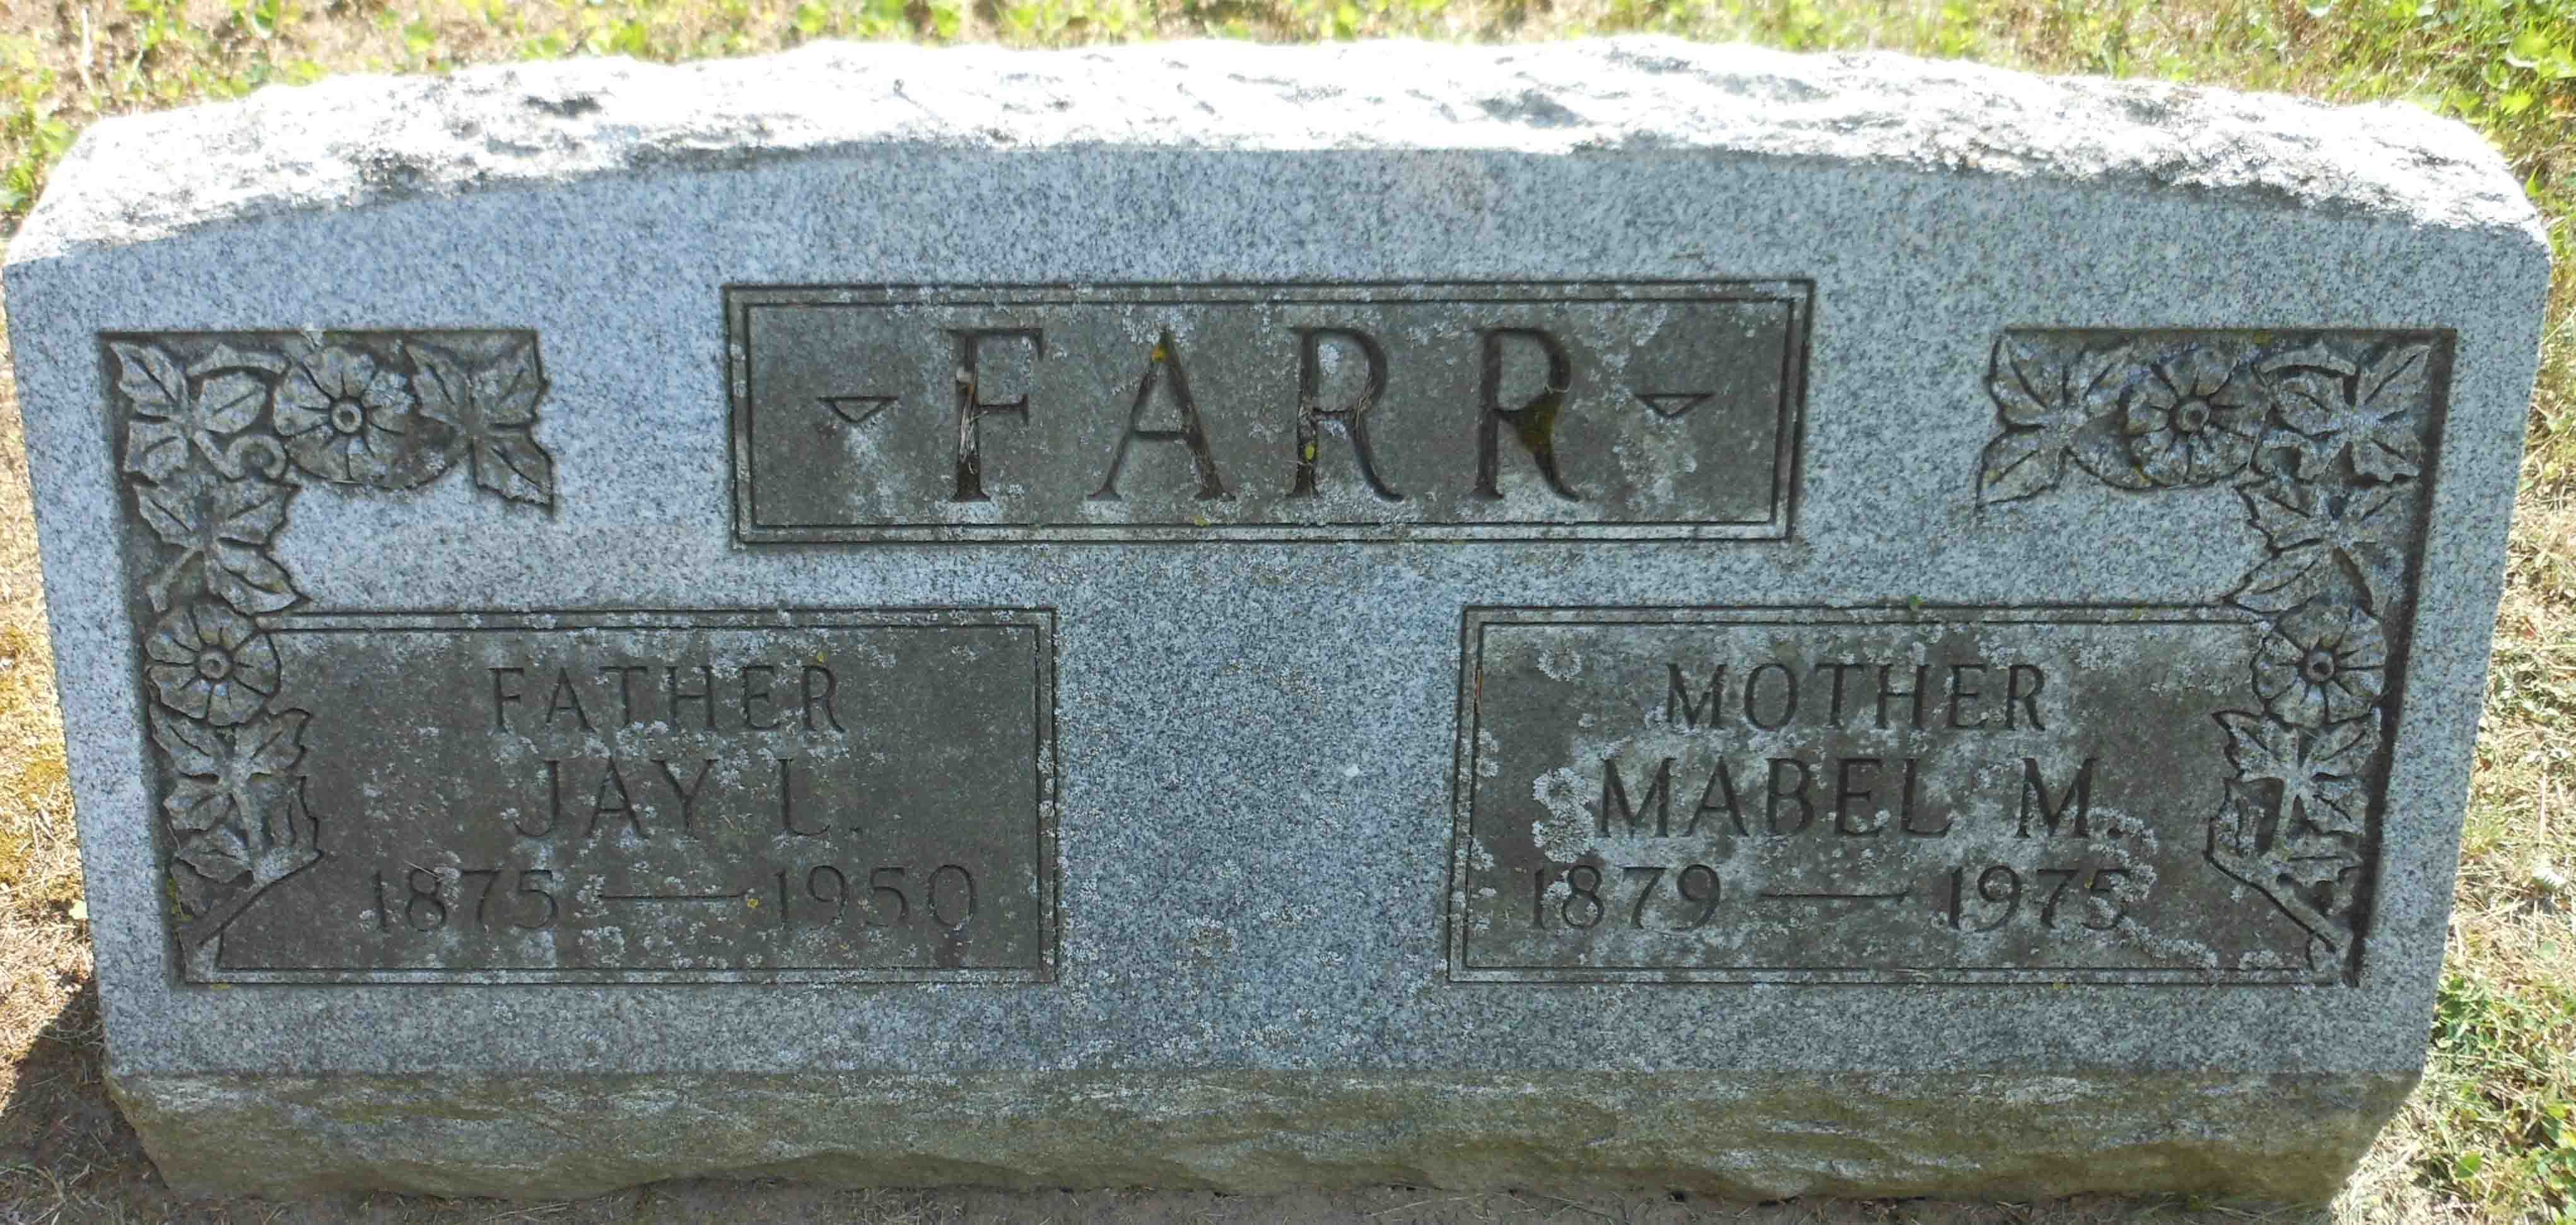 FARR
FATHER
JAY L.
1875 — 1950
MOTHER
MABEL M.
1879 — 1975